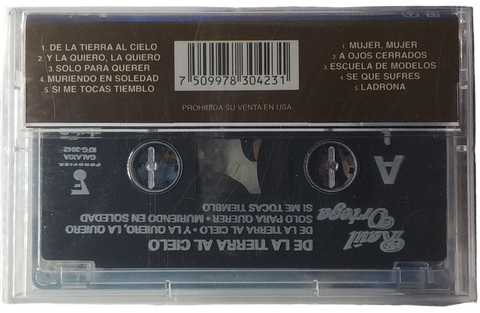 1. DE LA TIERRA AL CIELO
2. Y LA QUIERO, LA QUIERO
3. SOLO PARA QUERER
4. MURIENDO EN SOLEDAD
5. SI ME TOCAS TIEMBLO
7 509978 304231
1. MUJER, MUJER
2. A OJOS CERRADOS
3. ESCUELA DE MODELOS
4. SE QUE SUFRES
5. LADRONA
PROHIBIDA SU VENTA EN USA
A
Raúl
Ortega
DE LA TIERRA AL CIELO
DE LA TIERRA AL CIELO • Y LA QUIERO, LA QUIERO
SOLO PARA QUERER • MURIENDO EN SOLEDAD
SI ME TOCAS TIEMBLO
FONOVISA
GALAXIA